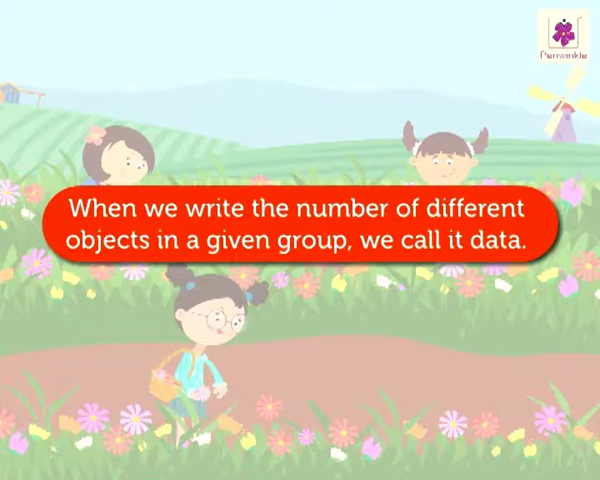 Periwinkle
When we write the number of different
objects in a given group, we call it data.